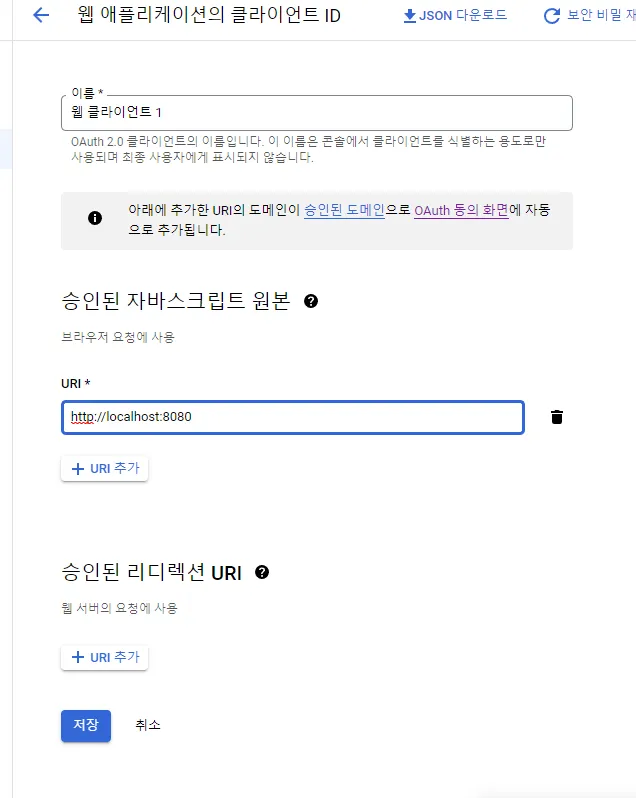 웹 애플리케이션의 클라이언트 ID
JSON 다운로드
보안 비밀 재
이름 *
웹 클라이언트 1
OAuth 2.0 클라이언트의 이름입니다. 이 이름은 콘솔에서 클라이언트를 식별하는 용도로만
사용되며 최종 사용자에게 표시되지 않습니다.
아래에 추가한 URI의 도메인이 승인된 도메인으로 OAuth 동의 화면에 자동
으로 추가됩니다.
승인된 자바스크립트 원본
브라우저 요청에 사용
URI *
http://localhost:8080
+ URI 추가
승인된 리디렉션 URI
웹 서버의 요청에 사용
+ URI 추가
저장
취소